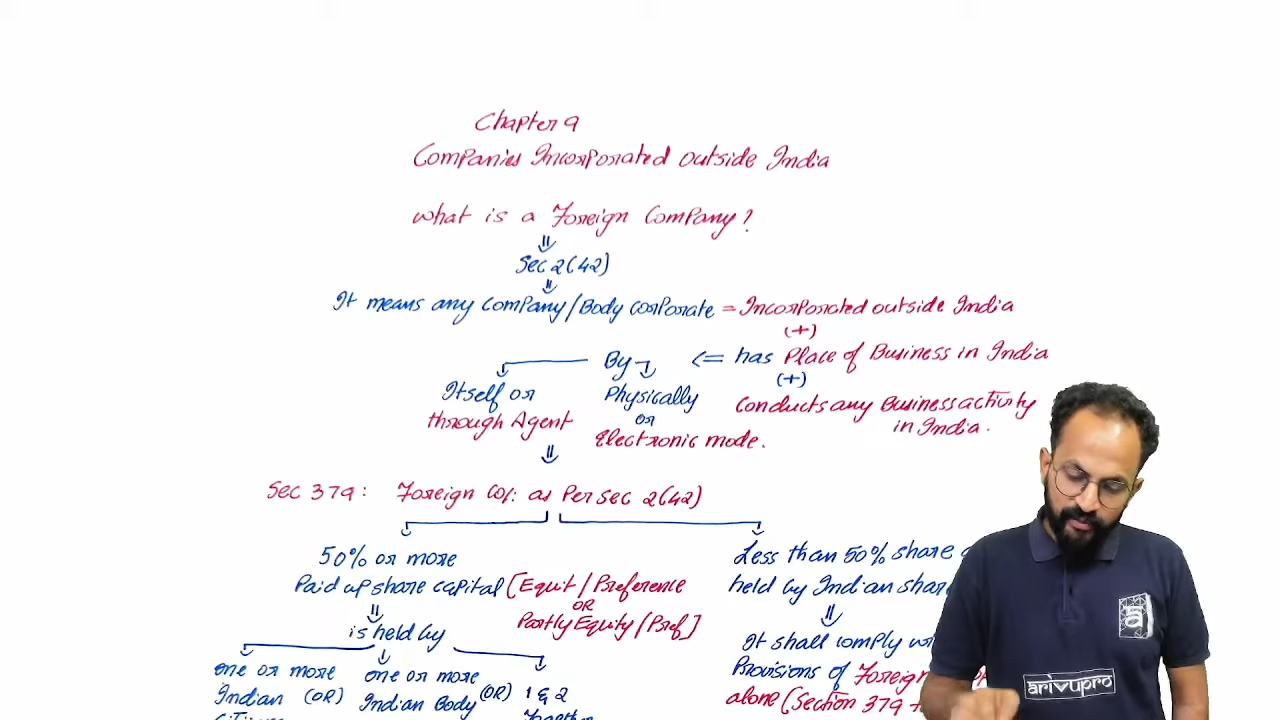 Chapter 9
Companies Incorporated outside India
What is a Foreign Company?
Sec 2(42)
It means any Company/Body Corporate = Incorporated outside India
(+)
By <= has Place of Business in India
(+)
Itself or Physically Conducts any Business activity
through Agent or in India.
Electronic mode.
Sec 379: Foreign Co/: as Per Sec 2(42)
50% or more Less than 50% share
Paid up share capital [Equit/Preference held by Indian shar
OR
is held by Partly Equity/Pref] It shall comply w
one or more one or more 1 & 2 Provisions of Foreign
Indian (OR) Indian Body (OR) Together alone (Section 379
Citizens
arivupro